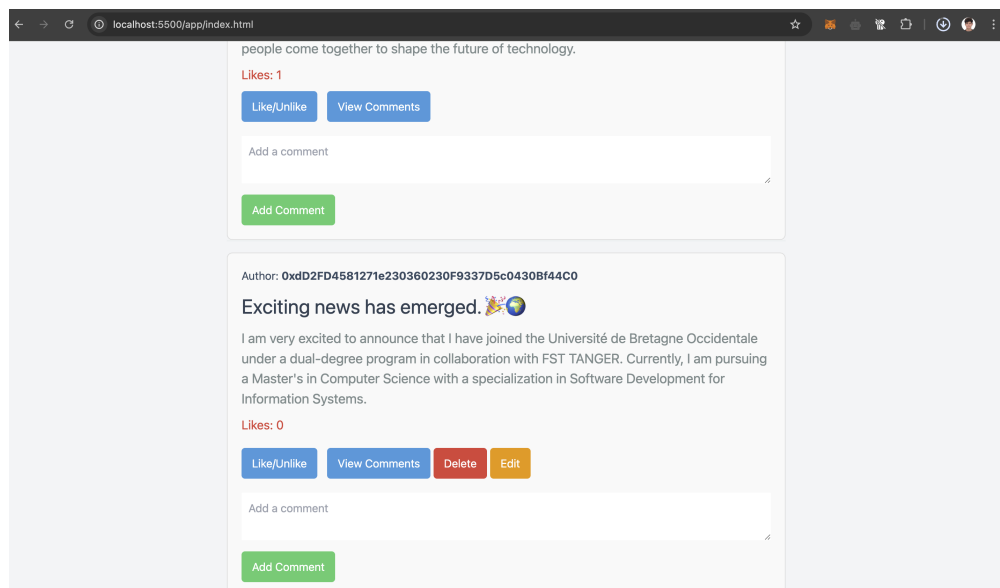 localhost:5500/app/index.html
people come together to shape the future of technology.
Likes: 1
Like/Unlike View Comments
Add a comment
Add Comment
Author: 0xdD2FD4581271e230360230F9337D5c0430Bf44C0
Exciting news has emerged.🎉🌍
I am very excited to announce that I have joined the Université de Bretagne Occidentale
under a dual-degree program in collaboration with FST TANGER. Currently, I am pursuing
a Master's in Computer Science with a specialization in Software Development for
Information Systems.
Likes: 0
Like/Unlike View Comments Delete Edit
Add a comment
Add Comment